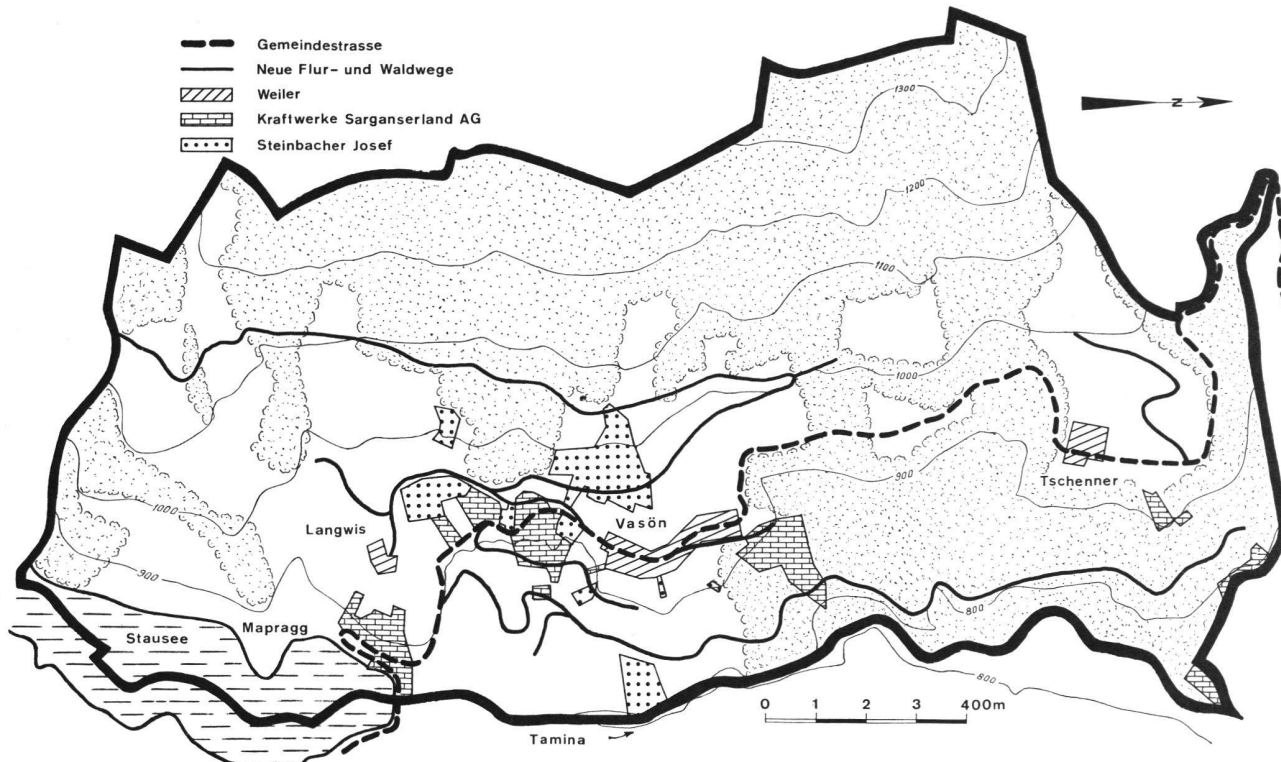 Gemeindestrasse
Neue Flur- und Waldwege
Weiler
Kraftwerke Sarganserland AG
Steinbacher Josef
N
1300
1200
1100
1000
900
Tschenner
Vasön
Langwis
1000
900
Mapragg
Stausee
800
800
0 1 2 3 400m
Tamina